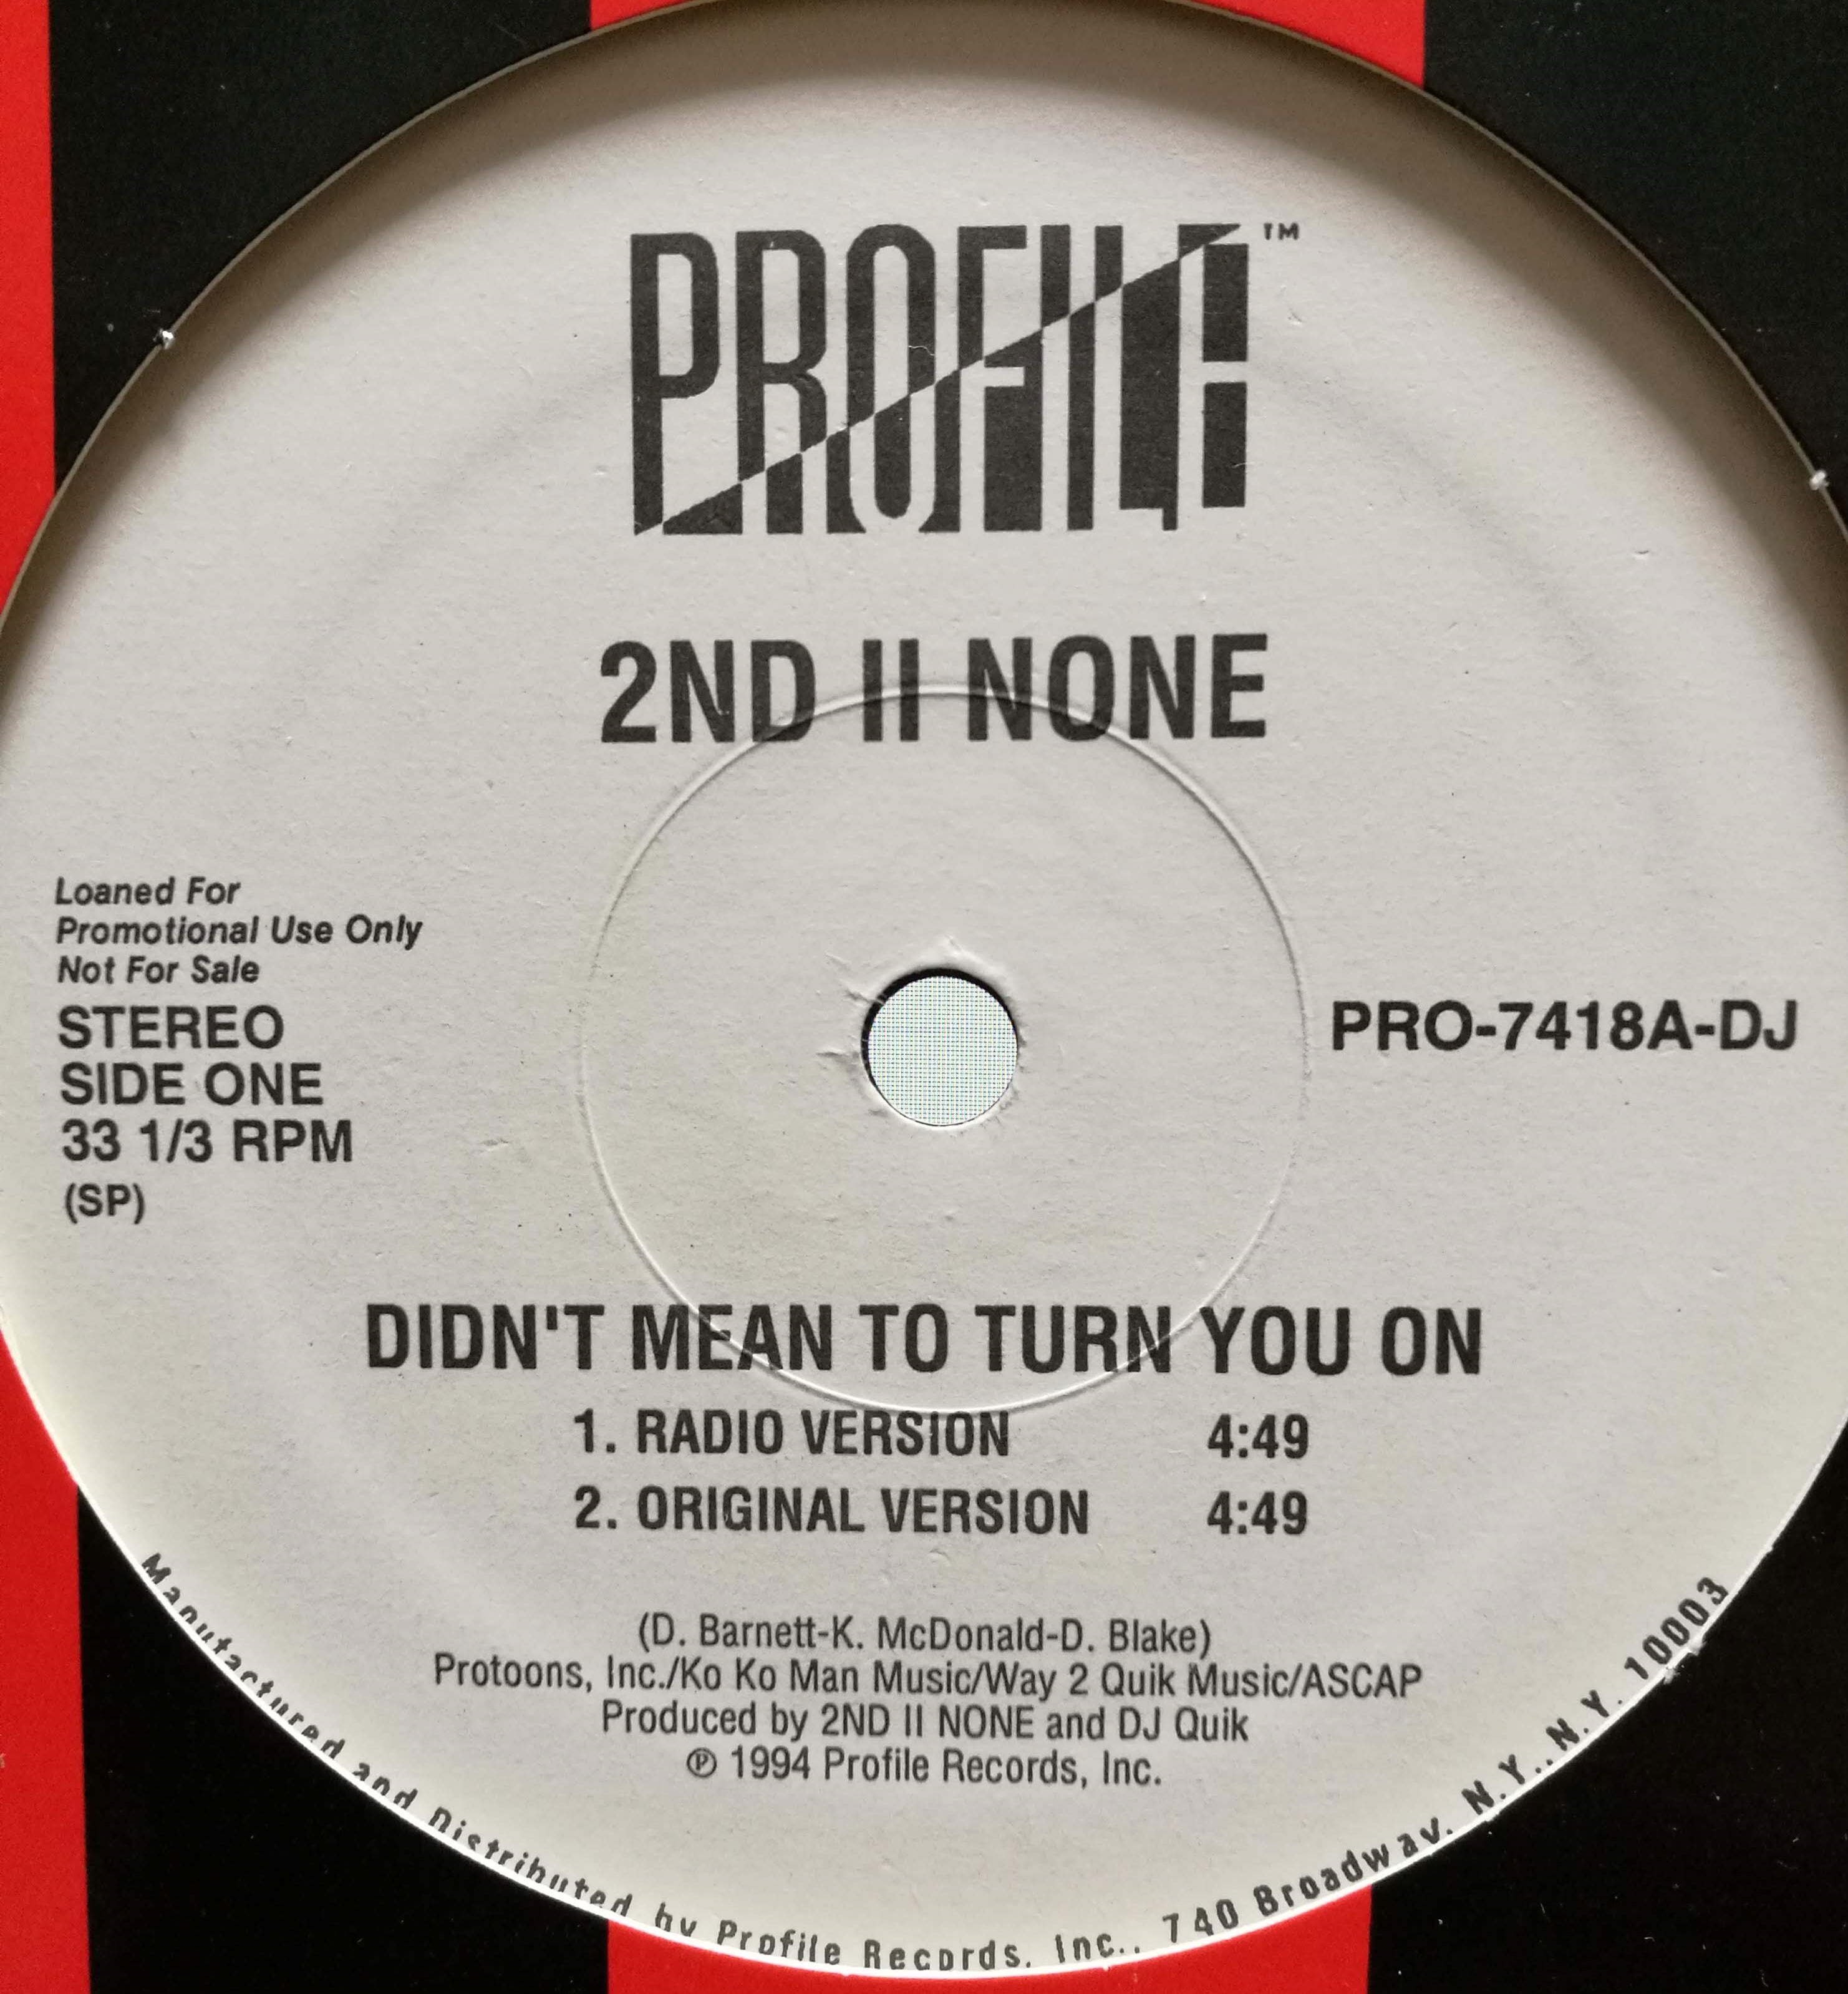 PROFILE™
2ND II NONE
Loaned For
Promotional Use Only
Not For Sale
STEREO
SIDE ONE
33 1/3 RPM
(SP)
PRO-7418A-DJ
DIDN'T MEAN TO TURN YOU ON
1. RADIO VERSION 4:49
2. ORIGINAL VERSION 4:49
(D. Barnett-K. McDonald-D. Blake)
Protoons, Inc./Ko Ko Man Music/Way 2 Quik Music/ASCAP
Produced by 2ND II NONE and DJ Quik
℗ 1994 Profile Records, Inc.
Manufactured and Distributed by Profile Records, Inc., 740 Broadway, N.Y., N.Y. 10003